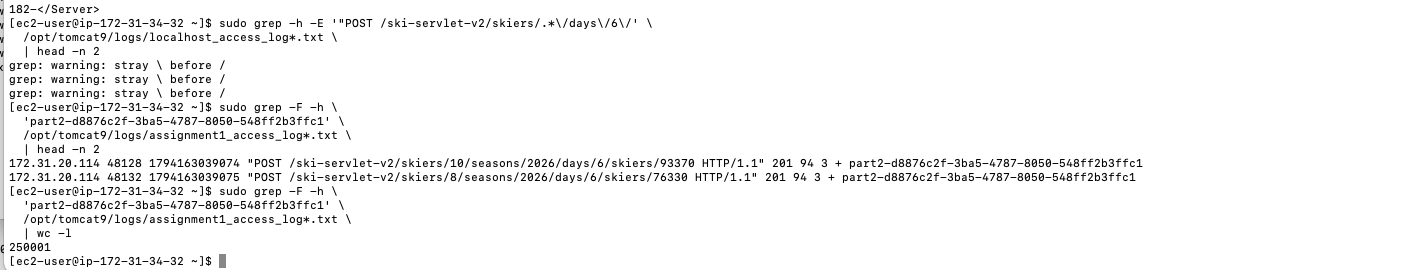 182-</Server>
[ec2-user@ip-172-31-34-32 ~]$ sudo grep -h -E '"POST /ski-servlet-v2/skiers/.*\/days\/6\/' \
  /opt/tomcat9/logs/localhost_access_log*.txt \
  | head -n 2
grep: warning: stray \ before /
grep: warning: stray \ before /
grep: warning: stray \ before /
[ec2-user@ip-172-31-34-32 ~]$ sudo grep -F -h \
  'part2-d8876c2f-3ba5-4787-8050-548ff2b3ffc1' \
  /opt/tomcat9/logs/assignment1_access_log*.txt \
  | head -n 2
172.31.20.114 48128 1794163039074 "POST /ski-servlet-v2/skiers/10/seasons/2026/days/6/skiers/93370 HTTP/1.1" 201 94 3 + part2-d8876c2f-3ba5-4787-8050-548ff2b3ffc1
172.31.20.114 48132 1794163039075 "POST /ski-servlet-v2/skiers/8/seasons/2026/days/6/skiers/76330 HTTP/1.1" 201 94 3 + part2-d8876c2f-3ba5-4787-8050-548ff2b3ffc1
[ec2-user@ip-172-31-34-32 ~]$ sudo grep -F -h \
  'part2-d8876c2f-3ba5-4787-8050-548ff2b3ffc1' \
  /opt/tomcat9/logs/assignment1_access_log*.txt \
  | wc -l
250001
[ec2-user@ip-172-31-34-32 ~]$